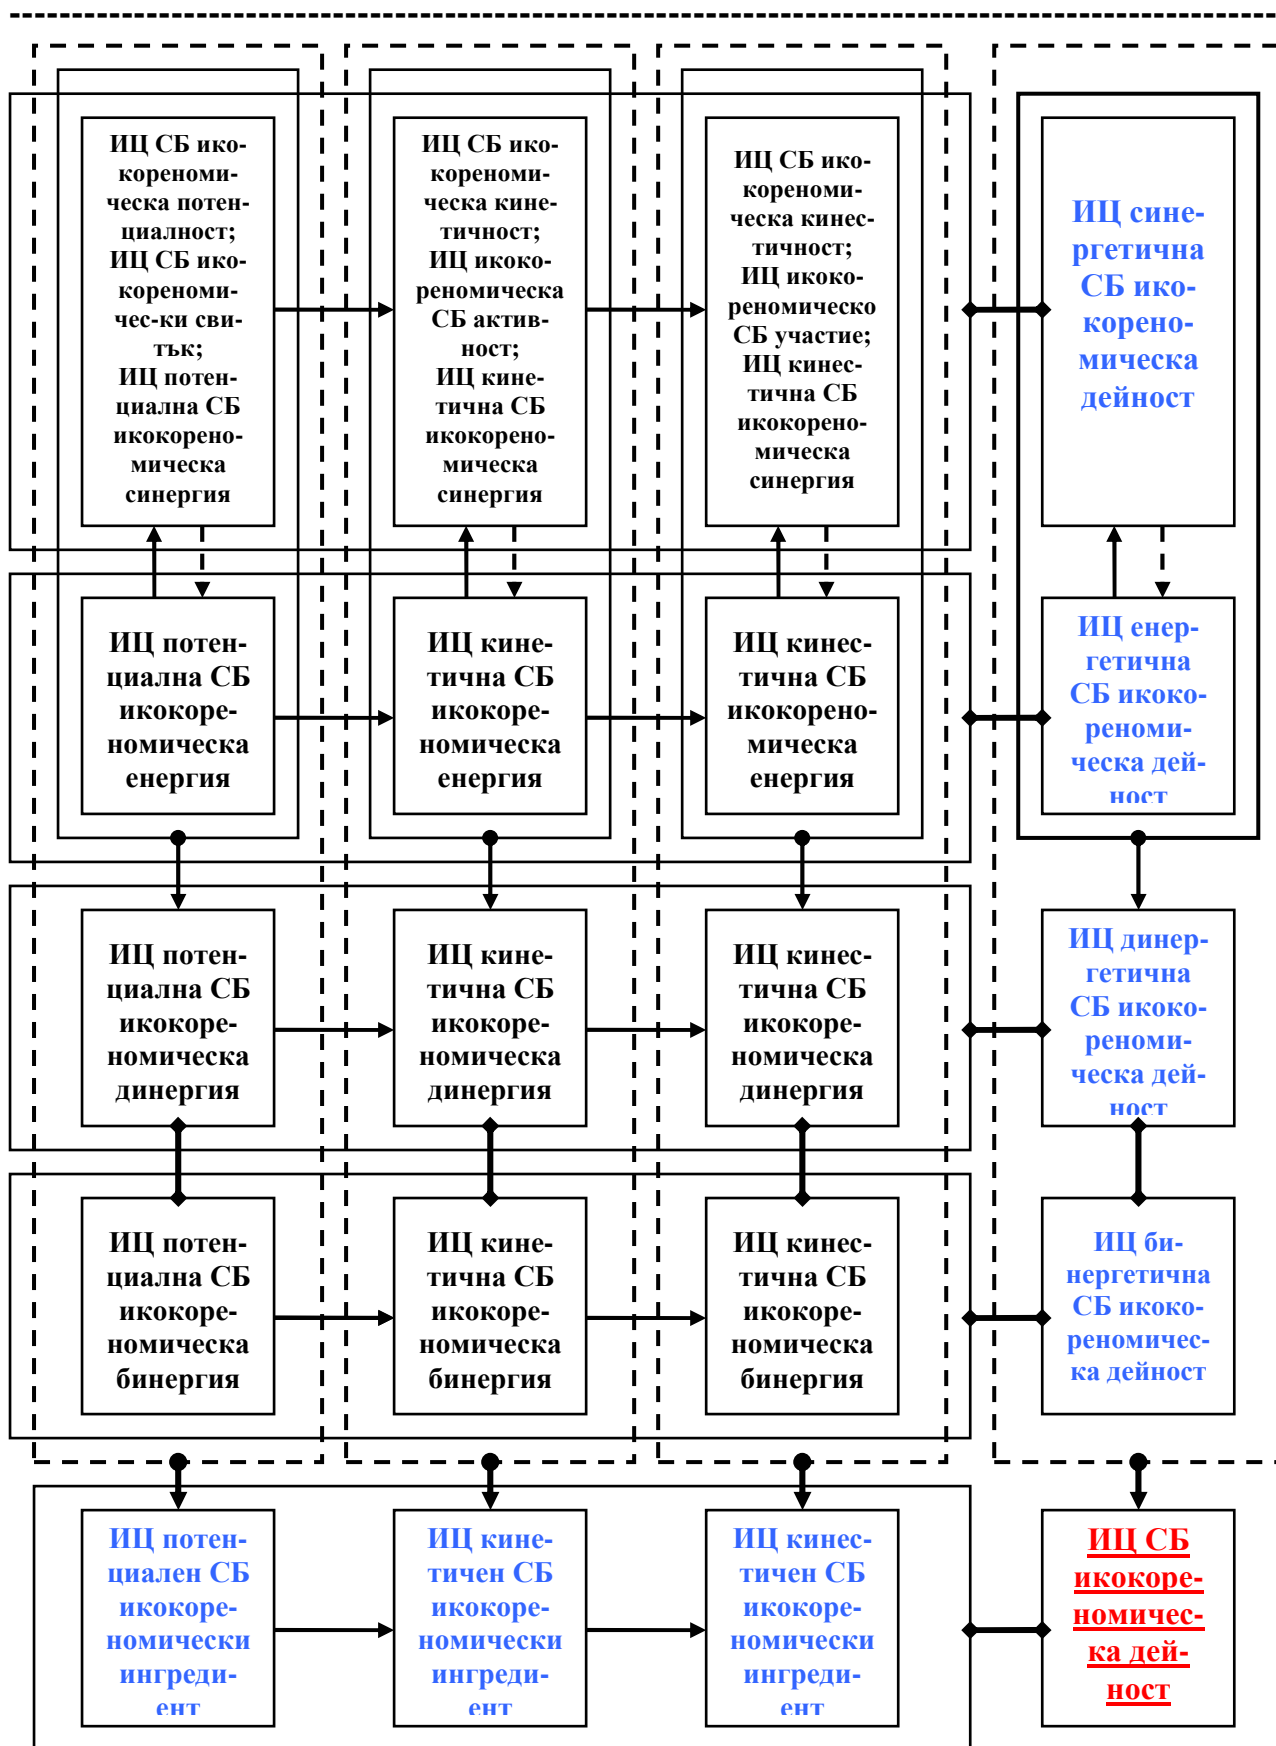 ИЦ СБ ико-
кореноми-
ческа потен-
циалност;
ИЦ СБ ико-
кореноми-
чес-ки сви-
тък;
ИЦ потен-
циална СБ
икокорено-
мическа
синергия
ИЦ СБ ико-
кореноми-
ческа кине-
тичност;
ИЦ икоко-
реномическа
СБ актив-
ност;
ИЦ кине-
тична СБ
икокорено-
мическа
синергия
ИЦ СБ ико-
кореноми-
ческа кинес-
тичност;
ИЦ икоко-
реномическо
СБ участие;
ИЦ кинес-
тична СБ
икокорено-
мическа
синергия
ИЦ сине-
ргетична
СБ ико-
корено-
мическа
дейност
ИЦ потен-
циална СБ
икокоре-
номическа
енергия
ИЦ кине-
тична СБ
икокоре-
номическа
енергия
ИЦ кинес-
тична СБ
икокорено-
мическа
енергия
ИЦ енер-
гетична
СБ икоко-
реноми-
ческа дей-
ност
ИЦ потен-
циална СБ
икокоре-
номическа
динергия
ИЦ кине-
тична СБ
икокоре-
номическа
динергия
ИЦ кинес-
тична СБ
икокоре-
номическа
динергия
ИЦ динер-
гетична
СБ икоко-
реноми-
ческа дей-
ност
ИЦ потен-
циална СБ
икокоре-
номическа
бинергия
ИЦ кине-
тична СБ
икокоре-
номическа
бинергия
ИЦ кинес-
тична СБ
икокоре-
номическа
бинергия
ИЦ би-
нергетична
СБ икоко-
реномичес-
ка дейност
ИЦ потен-
циален СБ
икокоре-
номически
ингреди-
ент
ИЦ кине-
тичен СБ
икокоре-
номически
ингреди-
ент
ИЦ кинес-
тичен СБ
икокоре-
номически
ингреди-
ент
ИЦ СБ
икокоре-
номичес-
ка дей-
ност